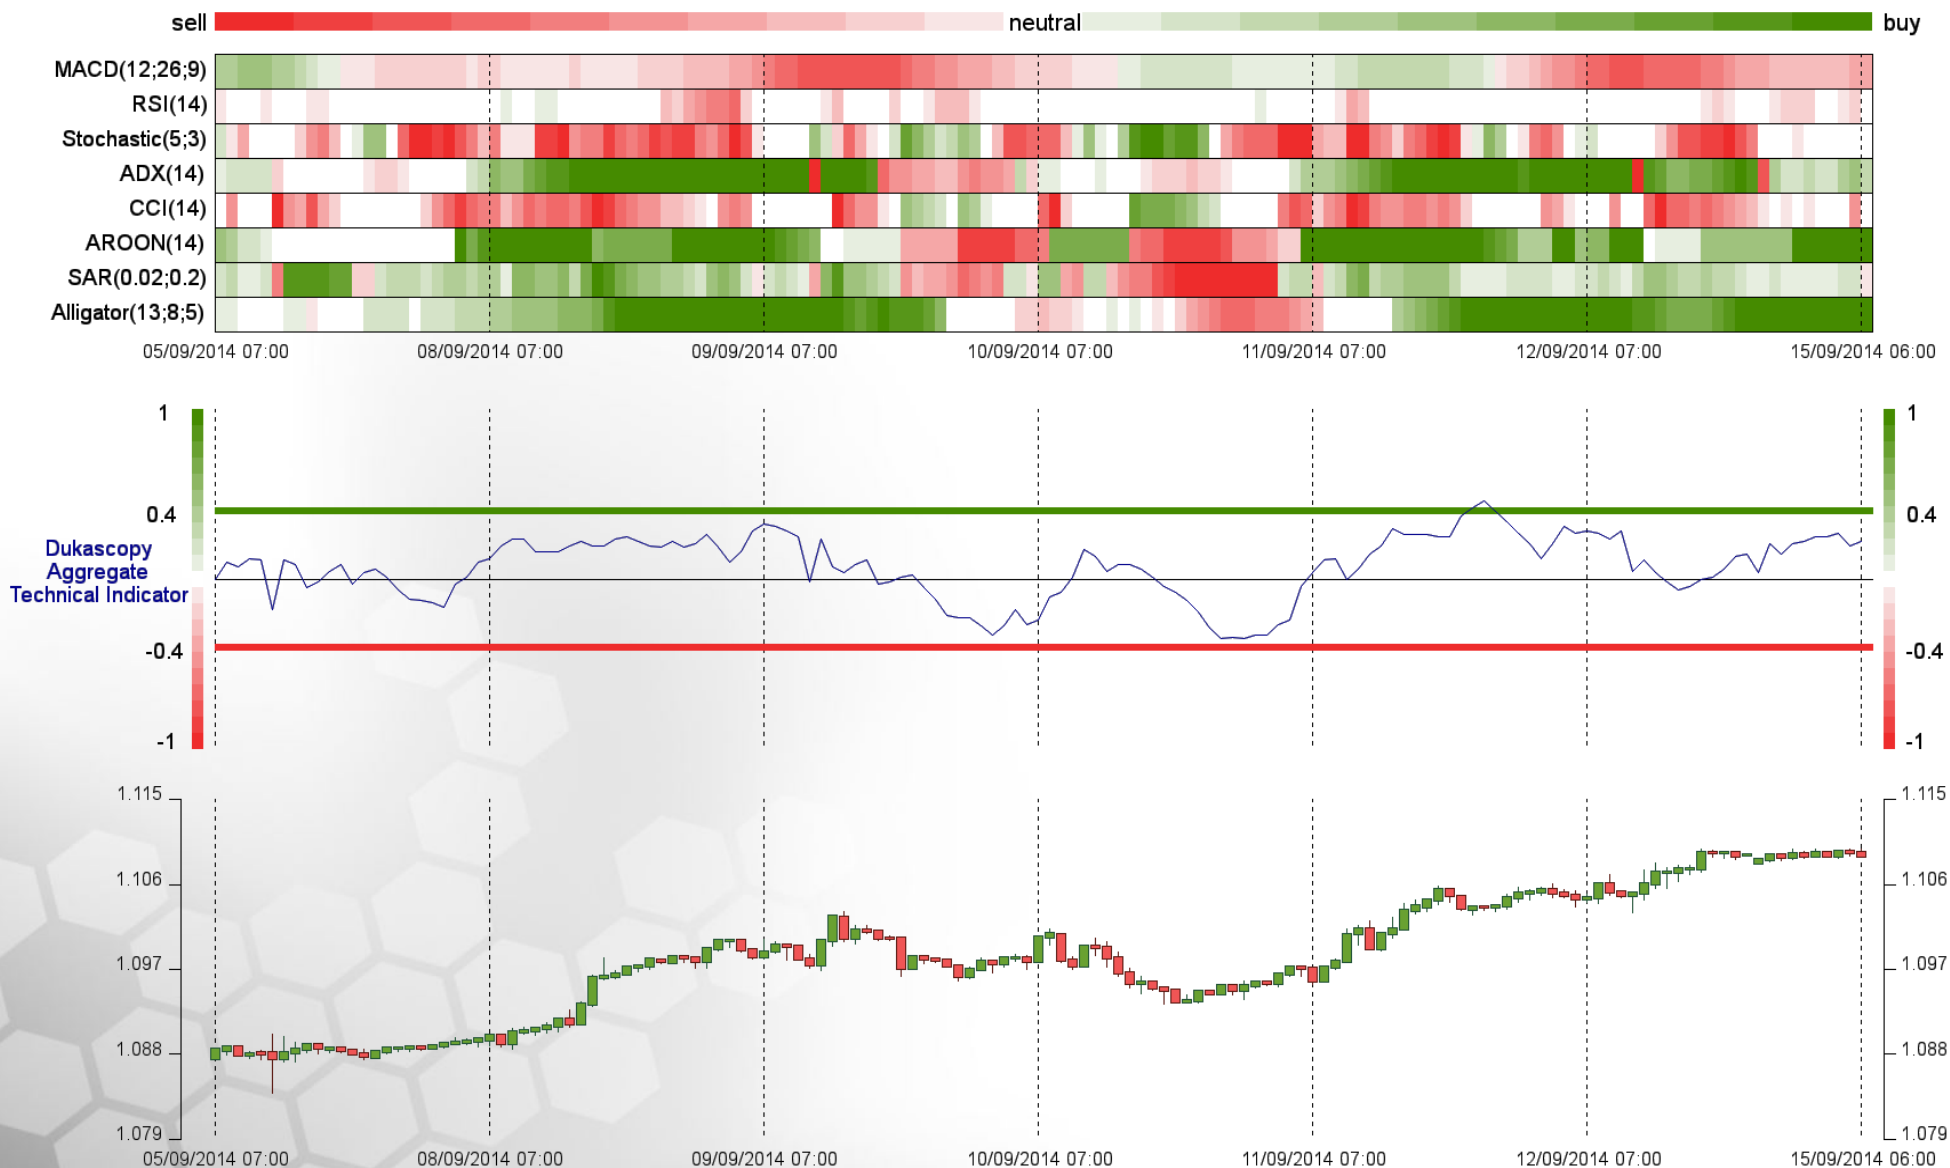 sell neutral buy
MACD(12;26;9)
RSI(14)
Stochastic(5;3)
ADX(14)
CCI(14)
AROON(14)
SAR(0.02;0.2)
Alligator(13;8;5)
05/09/2014 07:00 08/09/2014 07:00 09/09/2014 07:00 10/09/2014 07:00 11/09/2014 07:00 12/09/2014 07:00 15/09/2014 06:00
1 1
0.4 0.4
Dukascopy
Aggregate
Technical Indicator
-0.4 -0.4
-1 -1
1.115 1.115
1.106 1.106
1.097 1.097
1.088 1.088
1.079 1.079
05/09/2014 07:00 08/09/2014 07:00 09/09/2014 07:00 10/09/2014 07:00 11/09/2014 07:00 12/09/2014 07:00 15/09/2014 06:00